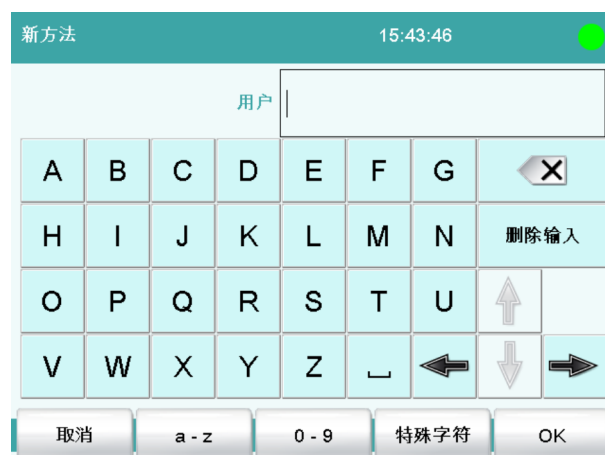 新方法 15:43:46
用户
A B C D E F G
H I J K L M N 删除输入
O P Q R S T U
V W X Y Z
取消 a - z 0 - 9 特殊字符 OK